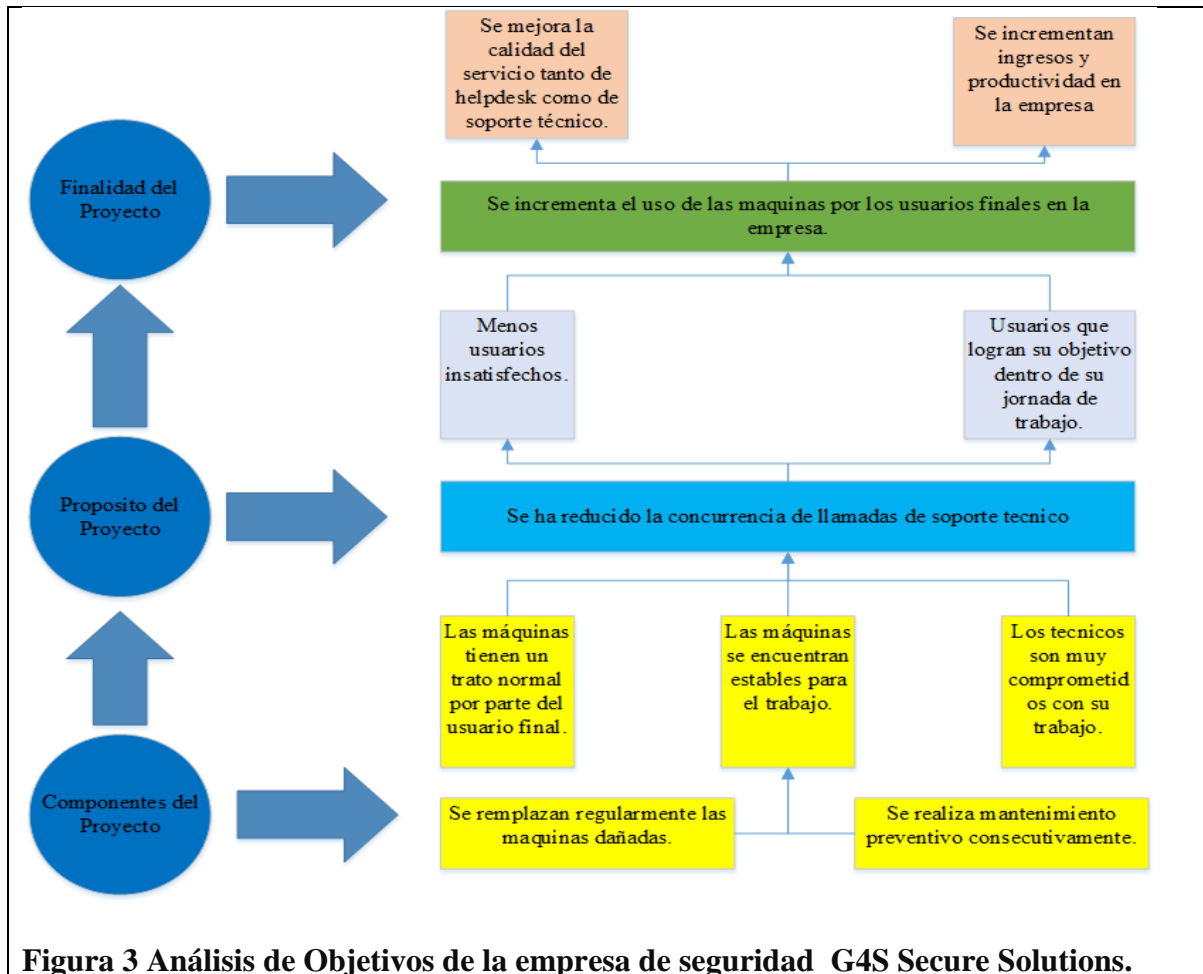 Se mejora la
calidad del
servicio tanto de
helpdesk como de
soporte técnico.
Se incrementan
ingresos y
productividad en
la empresa
Finalidad del
Proyecto
Se incrementa el uso de las maquinas por los usuarios finales en la
empresa.
Menos
usuarios
insatisfechos.
Usuarios que
logran su objetivo
dentro de su
jornada de
trabajo.
Proposito del
Proyecto
Se ha reducido la concurrencia de llamadas de soporte tecnico
Las máquinas
tienen un
trato normal
por parte del
usuario final.
Las máquinas
se encuentran
estables para
el trabajo.
Los tecnicos
son muy
comprometid
os con su
trabajo.
Componentes del
Proyecto
Se remplazan regularmente las
maquinas dañadas.
Se realiza mantenimiento
preventivo consecutivamente.
Figura 3 Análisis de Objetivos de la empresa de seguridad G4S Secure Solutions.